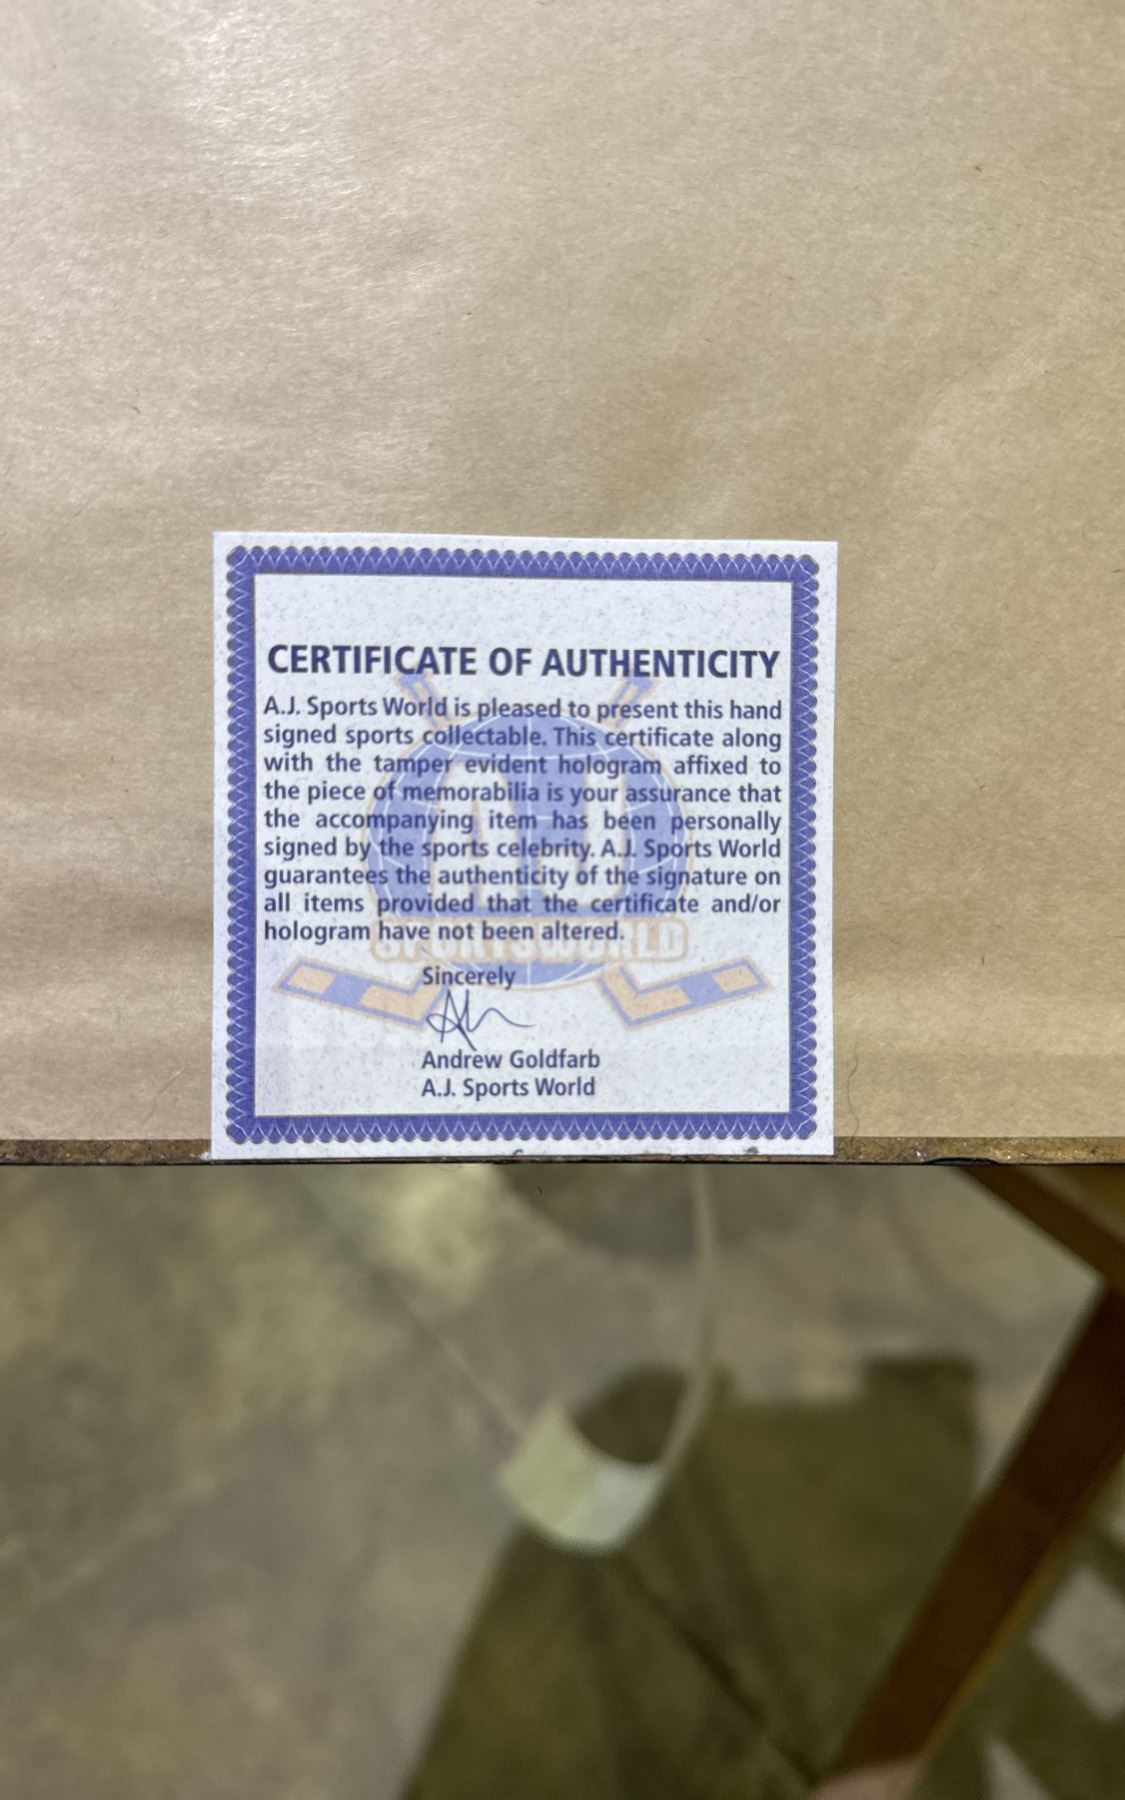 CERTIFICATE OF AUTHENTICITY
A.J. Sports World is pleased to present this hand
signed sports collectable. This certificate along
with the tamper evident hologram affixed to
the piece of memorabilia is your assurance that
the accompanying item has been personally
signed by the sports celebrity. A.J. Sports World
guarantees the authenticity of the signature on
all items provided that the certificate and/or
hologram have not been altered.
AJ
SPORTSWORLD
Sincerely
Andrew Goldfarb
A.J. Sports World